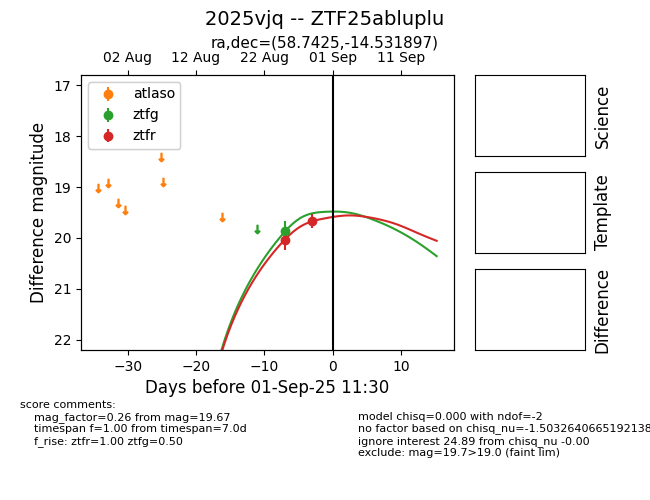 2025vjq -- ZTF25abluplu
ra,dec=(58.7425,-14.531897)
02 Aug 12 Aug 22 Aug 01 Sep 11 Sep
atlaso
ztfg
ztfr
17
18
19
20
21
22
Difference magnitude
−30 −20 −10 0 10
Days before 01-Sep-25 11:30
Science
Template
Difference
score comments:
mag_factor=0.26 from mag=19.67
timespan f=1.00 from timespan=7.0d
f_rise: ztfr=1.00 ztfg=0.50
model chisq=0.000 with ndof=-2
no factor based on chisq_nu=-1.5032640665192138
ignore interest 24.89 from chisq_nu -0.00
exclude: mag=19.7>19.0 (faint lim)